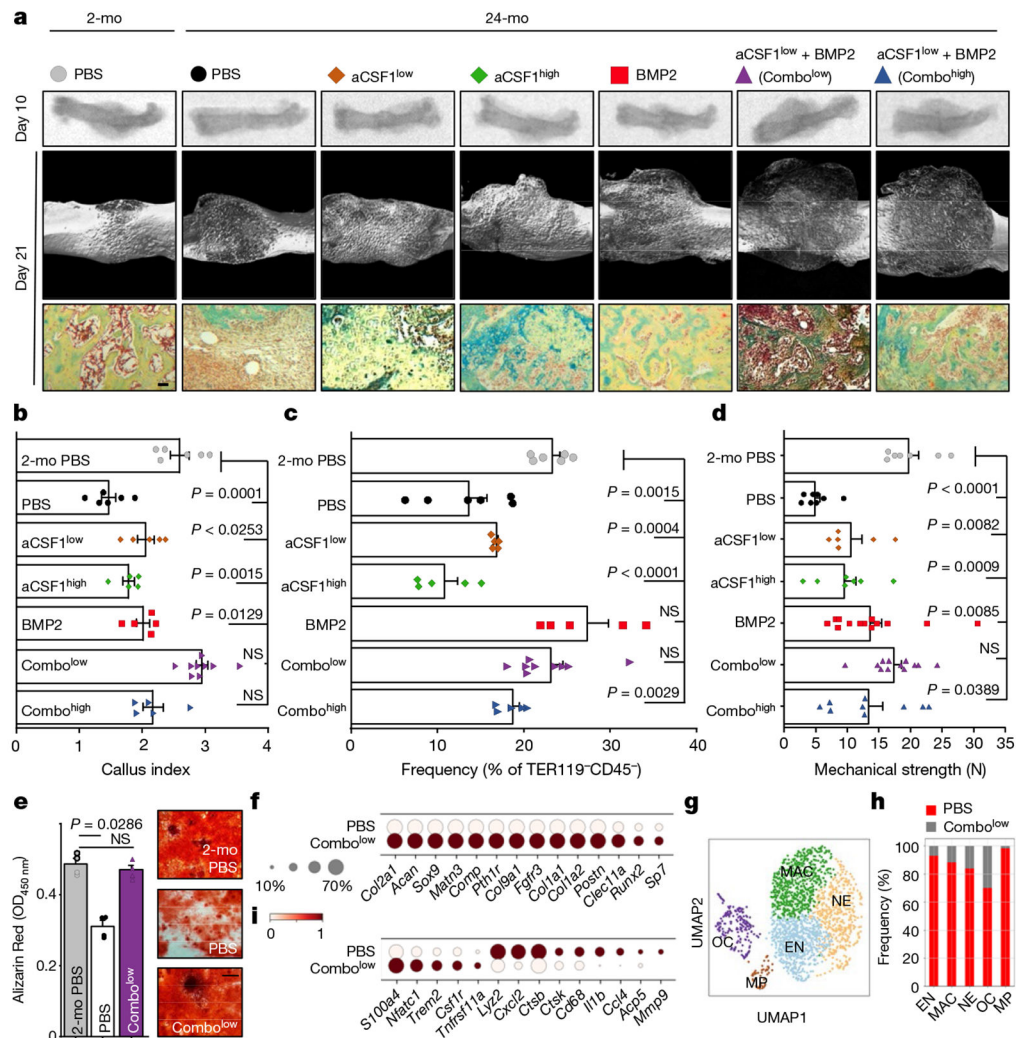 a
2-mo
24-mo
PBS
PBS
aCSF1low
aCSF1high
BMP2
aCSF1low + BMP2
(Combolow)
aCSF1low + BMP2
(Combohigh)
Day 10
Day 21
b
2-mo PBS
PBS
P = 0.0001
aCSF1low
P < 0.0253
aCSF1high
P = 0.0015
BMP2
P = 0.0129
Combolow
NS
Combohigh
NS
0 1 2 3 4
Callus index
c
2-mo PBS
PBS
P = 0.0015
aCSF1low
P = 0.0004
aCSF1high
P < 0.0001
BMP2
NS
Combolow
NS
Combohigh
P = 0.0029
0 10 20 30 40
Frequency (% of TER119–CD45–)
d
2-mo PBS
PBS
P < 0.0001
aCSF1low
P = 0.0082
aCSF1high
P = 0.0009
BMP2
P = 0.0085
Combolow
NS
Combohigh
P = 0.0389
0 5 10 15 20 25 30 35
Mechanical strength (N)
e
P = 0.0286
NS
Alizarin Red (OD450 nm)
0.4
0.2
0
2-mo PBS
PBS
Combolow
2-mo
PBS
PBS
Combolow
f
PBS
Combolow
10% 70%
Col2a1 Acan Sox9 Matn3 Comp Pth1r Col9a1 Fgfr3 Col1a1 Col1a2 Postn Clec11a Runx2 Sp7
i
0 1
PBS
Combolow
S100a4 Nfatc1 Trem2 Csf1r Tnfrsf11a Lyz2 Cxcl2 Ctsb Ctsk Cd68 Il1b Ccl4 Acp5 Mmp9
g
UMAP2
MAC
NE
OC
EN
MP
UMAP1
h
PBS
Combolow
Frequency (%)
100
80
60
40
20
0
EN MAC NE OC MP